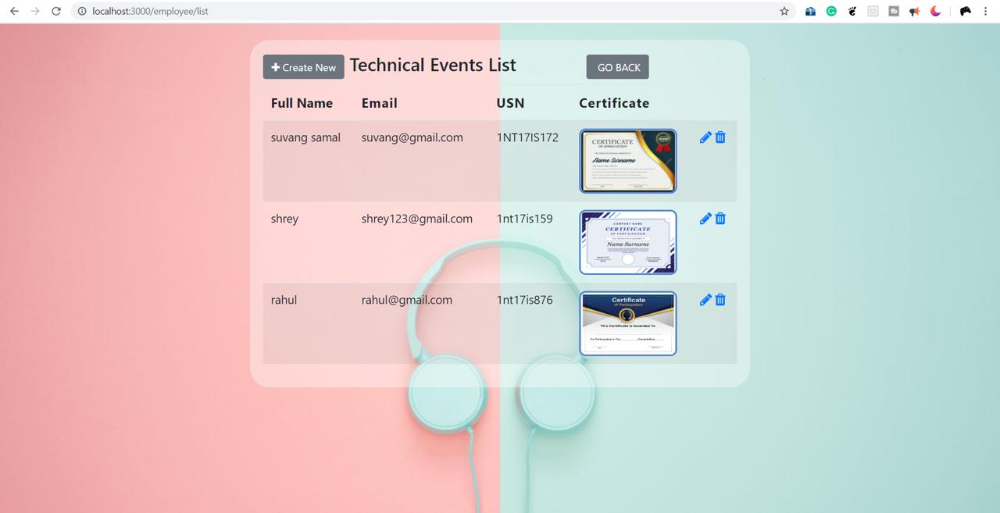 localhost:3000/employee/list
Create New
Technical Events List
GO BACK
Full Name Email USN Certificate
suvang samal suvang@gmail.com 1NT17IS172
CERTIFICATE
OF APPRECIATION
Name Surname
shrey shrey123@gmail.com 1nt17is159
COMPANY NAME
CERTIFICATE
OF PARTICIPATION
Name Surname
rahul rahul@gmail.com 1nt17is876
Certificate
of Participation
This Certificate is Awarded To